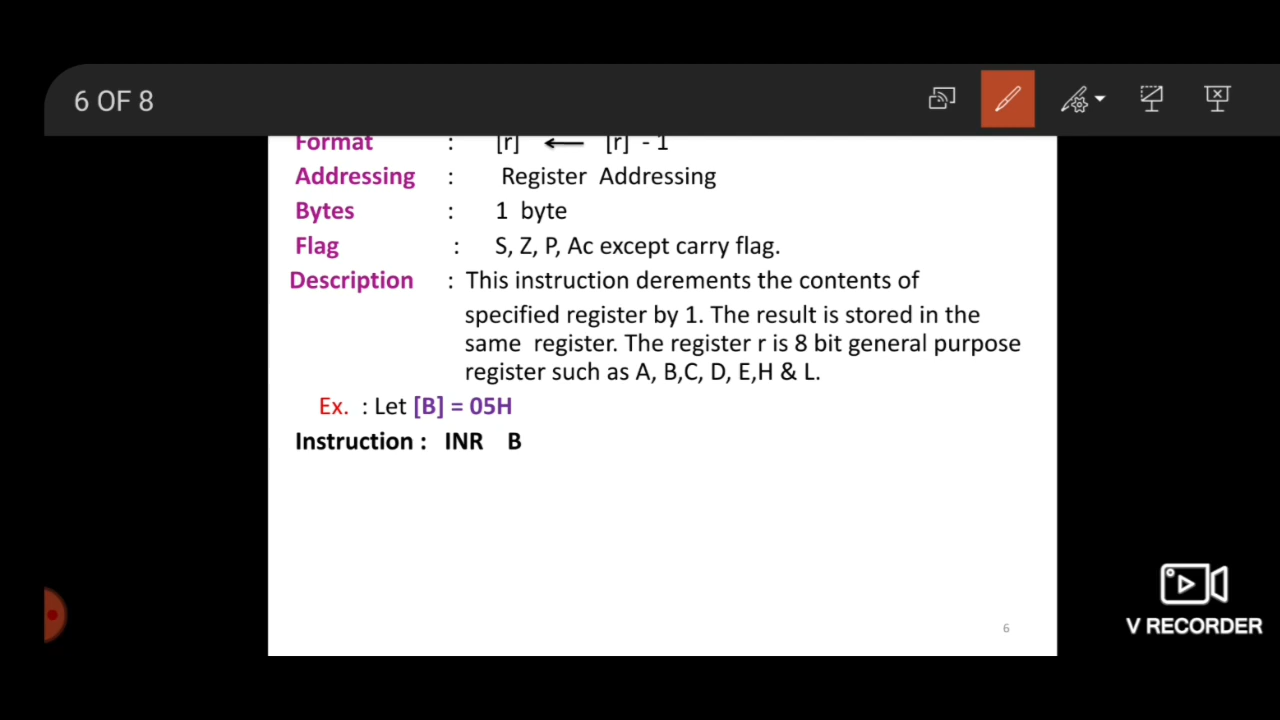 6 OF 8
Format : [r] ← [r] - 1
Addressing : Register Addressing
Bytes : 1 byte
Flag : S, Z, P, Ac except carry flag.
Description : This instruction derements the contents of
specified register by 1. The result is stored in the
same register. The register r is 8 bit general purpose
register such as A, B,C, D, E,H & L.
Ex. : Let [B] = 05H
Instruction : INR B
6
V RECORDER